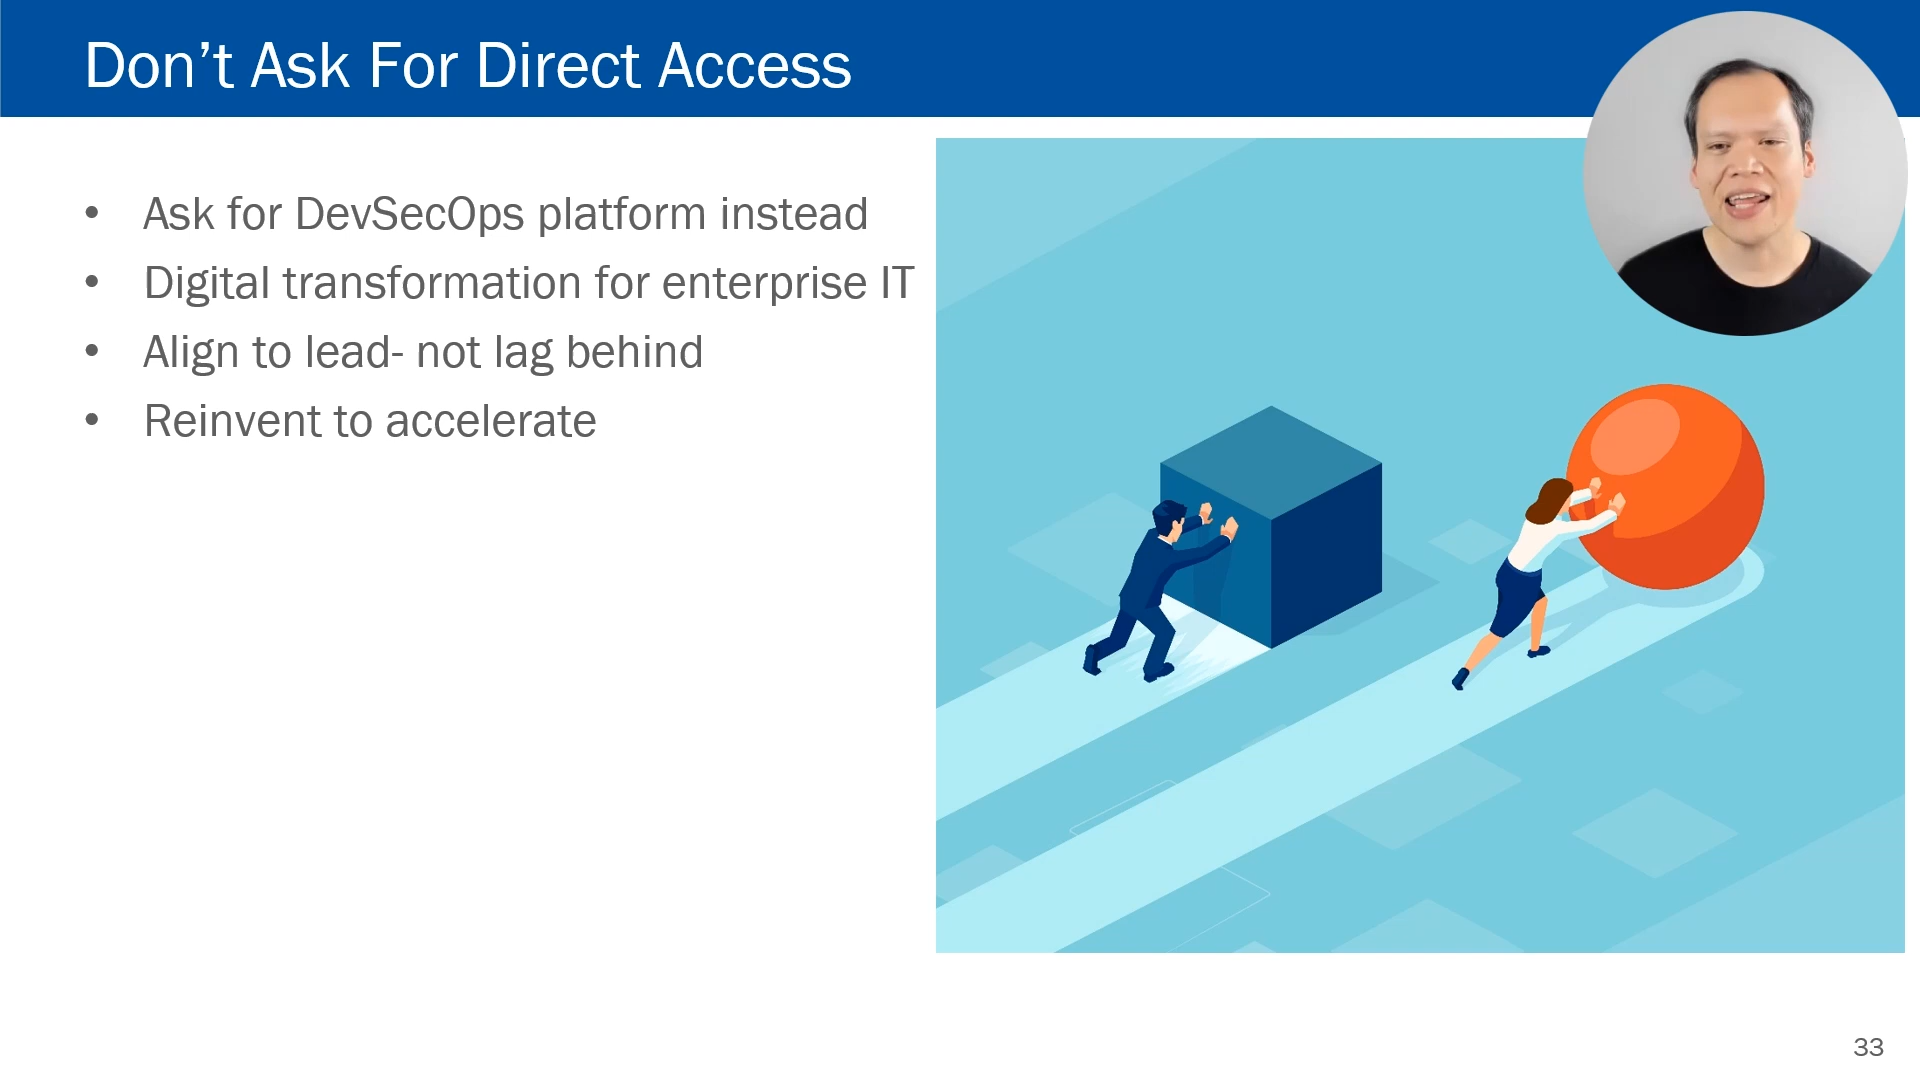 Don’t Ask For Direct Access
• Ask for DevSecOps platform instead
• Digital transformation for enterprise IT
• Align to lead- not lag behind
• Reinvent to accelerate
33